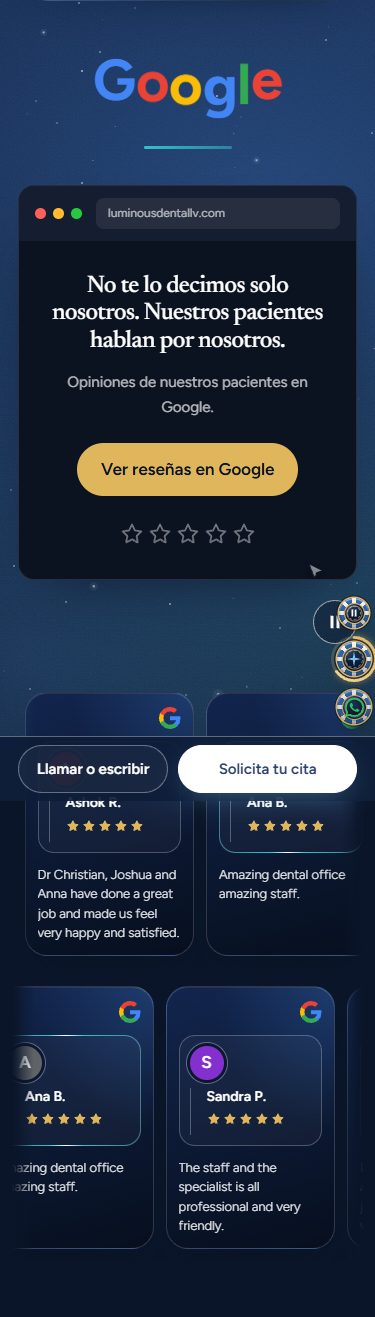 Google
luminousdentallv.com
No te lo decimos solo
nosotros. Nuestros pacientes
hablan por nosotros.
Opiniones de nuestros pacientes en
Google.
Ver reseñas en Google
Llamar o escribir
Solicita tu cita
Ashok R.
Dr Christian, Joshua and
Anna have done a great
job and made us feel
very happy and satisfied.
Ana B.
Amazing dental office
amazing staff.
A
Ana B.
azing dental office
azing staff.
S
Sandra P.
The staff and the
specialist is all
professional and very
friendly.